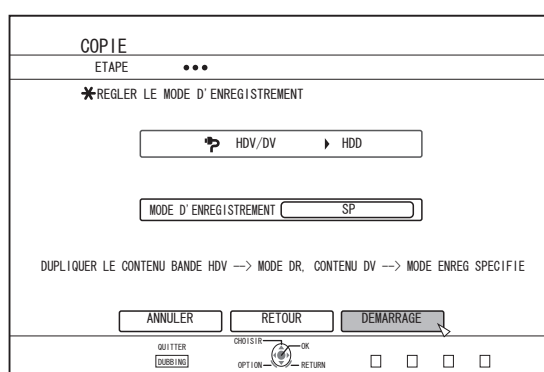 COPIE
ETAPE
*REGLER LE MODE D'ENREGISTREMENT
HDV/DV HDD
MODE D'ENREGISTREMENT SP
DUPLIQUER LE CONTENU BANDE HDV --> MODE DR, CONTENU DV --> MODE ENREG SPECIFIE
ANNULER RETOUR DEMARRAGE
QUITTER CHOISIR OK
DUBBING OPTION RETURN